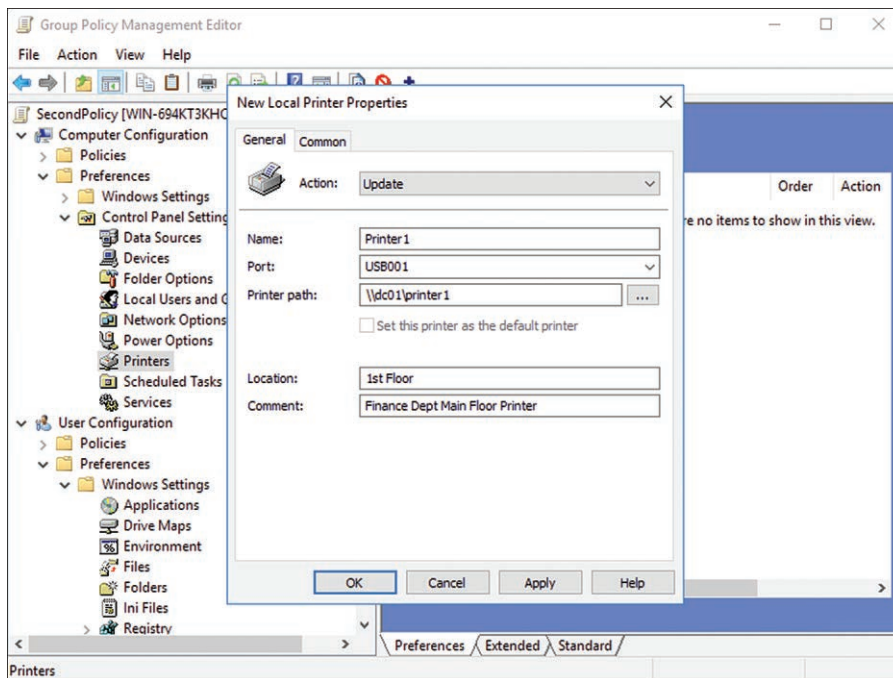 Group Policy Management Editor
File Action View Help
SecondPolicy [WIN-694KT3KHO
Computer Configuration
Policies
Preferences
Windows Settings
Control Panel Setting
Data Sources
Devices
Folder Options
Local Users and G
Network Options
Power Options
Printers
Scheduled Tasks
Services
User Configuration
Policies
Preferences
Windows Settings
Applications
Drive Maps
Environment
Files
Folders
Ini Files
Registry
New Local Printer Properties
General Common
Action: Update
Name: Printer1
Port: USB001
Printer path: \\dc01\printer1 ...
Set this printer as the default printer
Location: 1st Floor
Comment: Finance Dept Main Floor Printer
OK Cancel Apply Help
Order Action
re no items to show in this view.
Preferences Extended Standard
Printers